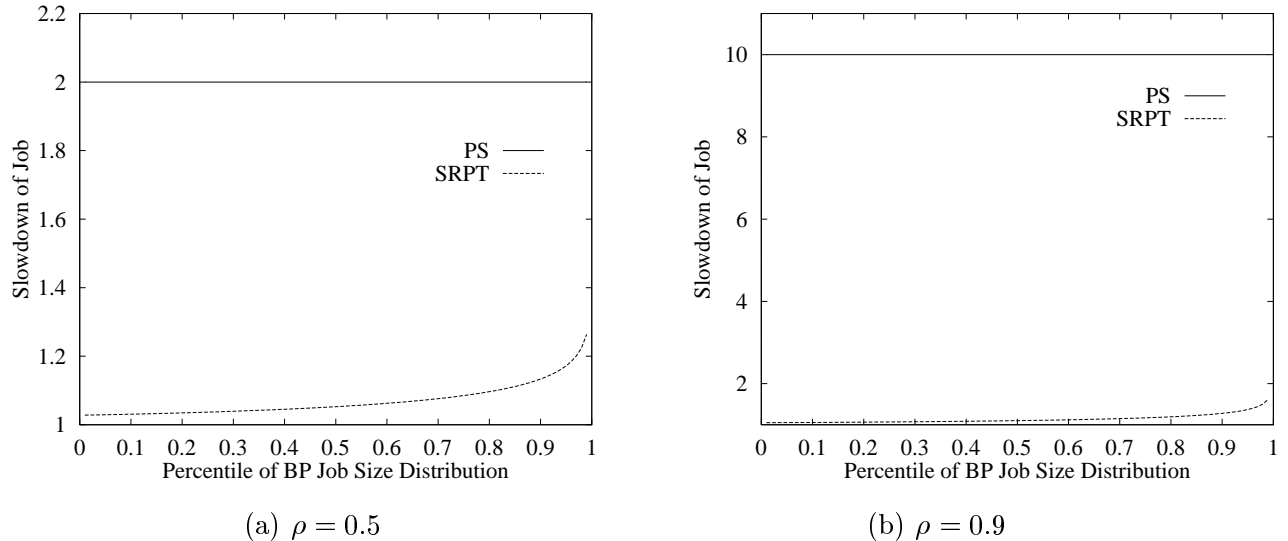 2.2
2
1.8
1.6
1.4
1.2
1
Slowdown of Job
PS
SRPT
0 0.1 0.2 0.3 0.4 0.5 0.6 0.7 0.8 0.9 1
Percentile of BP Job Size Distribution
(a) ρ = 0.5
10
8
6
4
2
Slowdown of Job
PS
SRPT
0 0.1 0.2 0.3 0.4 0.5 0.6 0.7 0.8 0.9 1
Percentile of BP Job Size Distribution
(b) ρ = 0.9